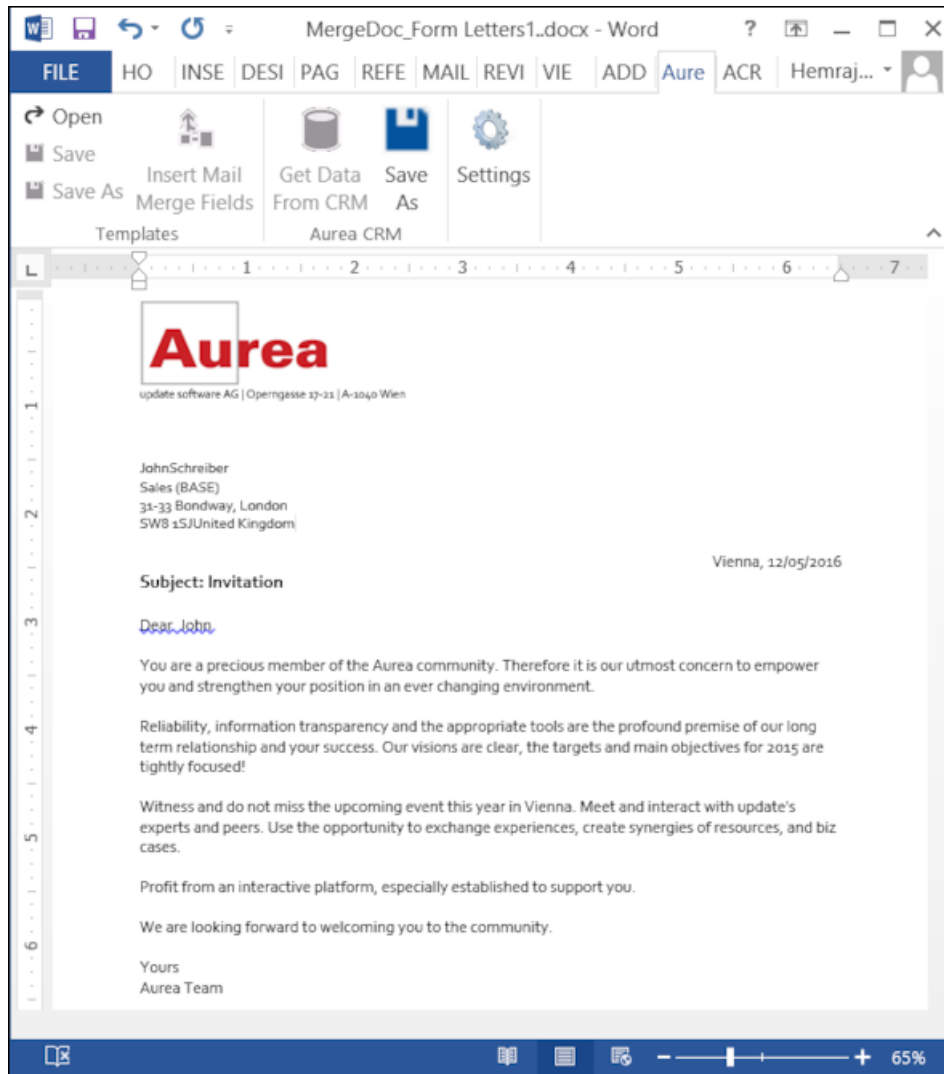 MergeDoc_Form Letters1..docx - Word ?
FILE HO INSE DESI PAG REFE MAIL REVI VIE ADD Aure ACR Hemraj...
Open
Save
Save As
Insert Mail
Merge Fields
Get Data
From CRM
Save
As
Settings
Templates
Aurea CRM
L
1 2 3 4 5 6 7
Aurea
update software AG | Operngasse 17-21 | A-1040 Wien
1
JohnSchreiber
Sales (BASE)
31-33 Bondway, London
2
SW8 1SJUnited Kingdom
Vienna, 12/05/2016
Subject: Invitation
3
Dear, John,
You are a precious member of the Aurea community. Therefore it is our utmost concern to empower
you and strengthen your position in an ever changing environment.
4
Reliability, information transparency and the appropriate tools are the profound premise of our long
term relationship and your success. Our visions are clear, the targets and main objectives for 2015 are
tightly focused!
Witness and do not miss the upcoming event this year in Vienna. Meet and interact with update's
5
experts and peers. Use the opportunity to exchange experiences, create synergies of resources, and biz
cases.
Profit from an interactive platform, especially established to support you.
We are looking forward to welcoming you to the community.
6
Yours
Aurea Team
65%